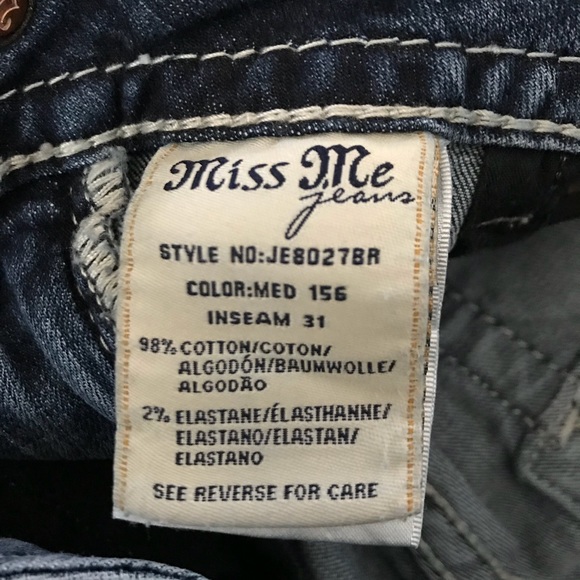 Miss Me
jeans
STYLE NO:JE8027BR
COLOR:MED 156
INSEAM 31
98% COTTON/COTON/
ALGODÓN/BAUMWOLLE/
ALGODÃO
2% ELASTANE/ÉLASTHANNE/
ELASTANO/ELASTAN/
ELASTANO
SEE REVERSE FOR CARE